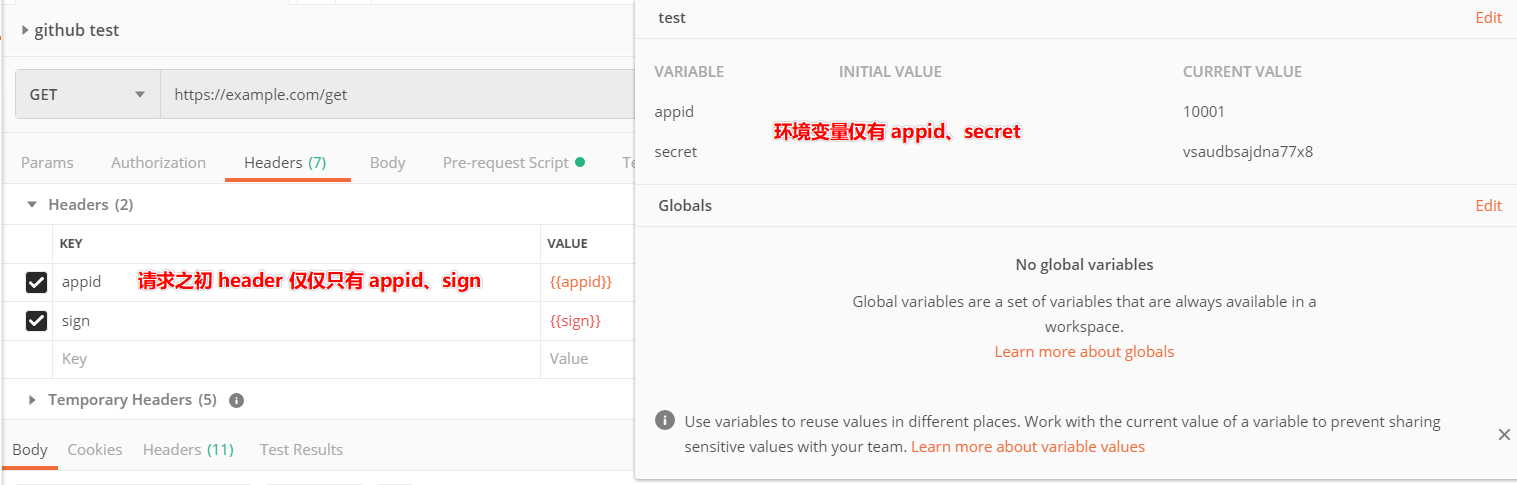 github test
GET
https://example.com/get
Params Authorization Headers (7) Body Pre-request Script Te
Headers (2)
KEY VALUE
appid 请求之初 header 仅仅只有 appid、sign {{appid}}
sign {{sign}}
Key Value
Temporary Headers (5)
Body Cookies Headers (11) Test Results
test Edit
VARIABLE INITIAL VALUE CURRENT VALUE
appid 10001
环境变量仅有 appid、secret
secret vsaudbsajdna77x8
Globals Edit
No global variables
Global variables are a set of variables that are always available in a
workspace.
Learn more about globals
Use variables to reuse values in different places. Work with the current value of a variable to prevent sharing
sensitive values with your team. Learn more about variable values